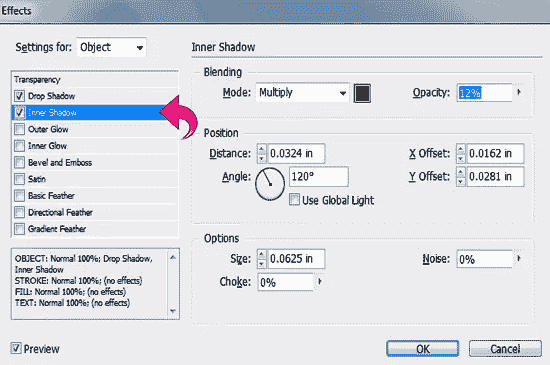 Effects
Settings for: Object
Transparency
Drop Shadow
Inner Shadow
Outer Glow
Inner Glow
Bevel and Emboss
Satin
Basic Feather
Directional Feather
Gradient Feather
OBJECT: Normal 100%; Drop Shadow,
Inner Shadow
STROKE: Normal 100%; (no effects)
FILL: Normal 100%; (no effects)
TEXT: Normal 100%; (no effects)
Preview
Inner Shadow
Blending
Mode: Multiply Opacity: 12%
Position
Distance: 0.0324 in X Offset: 0.0162 in
Angle: 120° Y Offset: 0.0281 in
Use Global Light
Options
Size: 0.0625 in Noise: 0%
Choke: 0%
OK Cancel